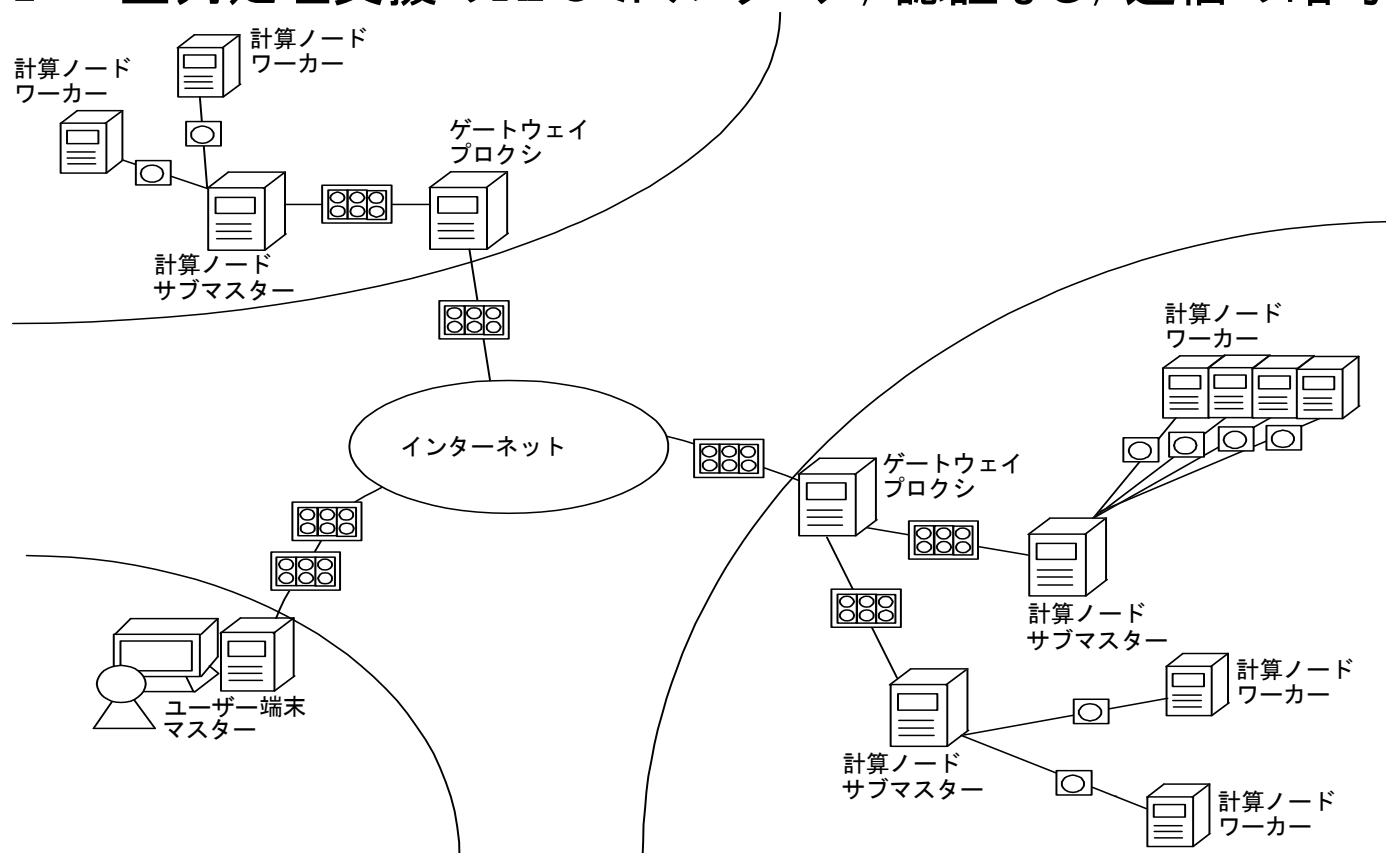 計算ノード
ワーカー
計算ノード
ワーカー
ゲートウェイ
プロクシ
計算ノード
サブマスター
計算ノード
ワーカー
インターネット
ゲートウェイ
プロクシ
計算ノード
サブマスター
計算ノード
ワーカー
ユーザー端末
マスター
計算ノード
サブマスター
計算ノード
ワーカー